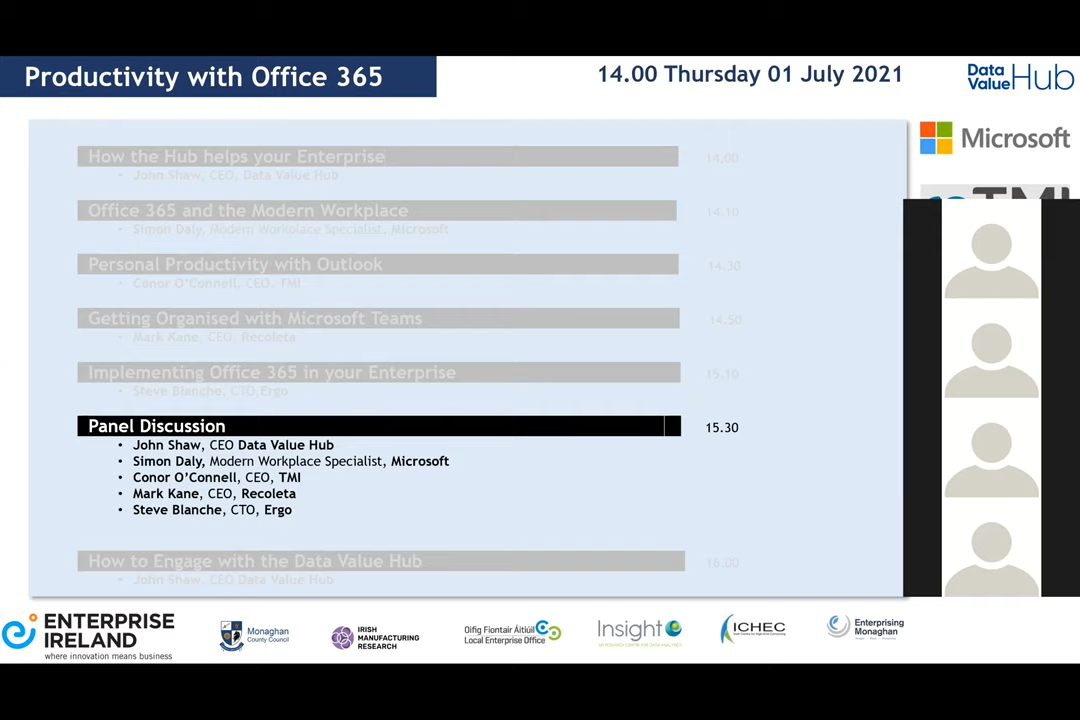 Productivity with Office 365
14.00 Thursday 01 July 2021
Data
Value Hub
Microsoft
TMI
How the Hub helps your Enterprise
14.00
• John Shaw, CEO, Data Value Hub
Office 365 and the Modern Workplace
14.10
• Simon Daly, Modern Workplace Specialist, Microsoft
Personal Productivity with Outlook
14.30
• Conor O'Connell, CEO, TMI
Getting Organised with Microsoft Teams
14.50
• Mark Kane, CEO, Recoleta
Implementing Office 365 in your Enterprise
15.10
• Steve Blanche, CTO,Ergo
Panel Discussion
15.30
• John Shaw, CEO Data Value Hub
• Simon Daly, Modern Workplace Specialist, Microsoft
• Conor O'Connell, CEO, TMI
• Mark Kane, CEO, Recoleta
• Steve Blanche, CTO, Ergo
How to Engage with the Data Value Hub
16.00
• John Shaw, CEO Data Value Hub
ENTERPRISE
IRELAND
where innovation means business
Monaghan
County Council
IRISH
MANUFACTURING
RESEARCH
Oifig Fiontair Áitiúil
Local Enterprise Office
Insight
ICHEC
Enterprising
Monaghan